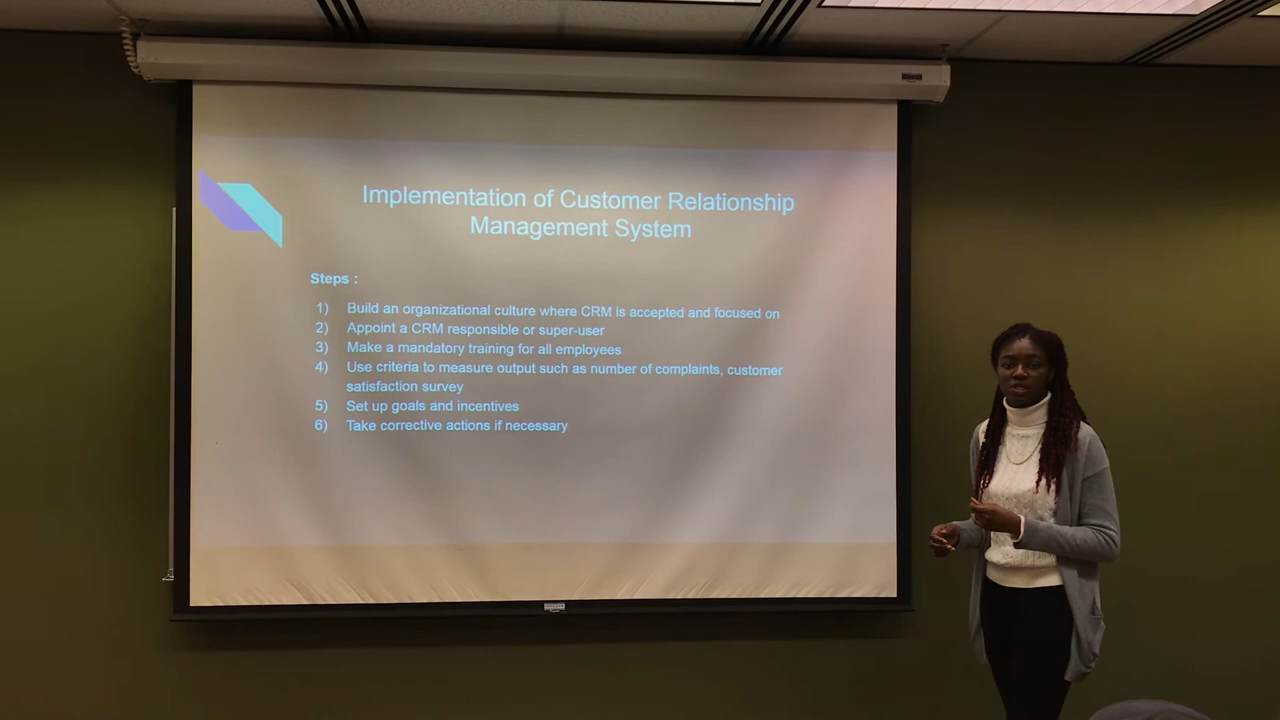 Implementation of Customer Relationship
Management System
Steps :
1) Build an organizational culture where CRM is accepted and focused on
2) Appoint a CRM responsible or super-user
3) Make a mandatory training for all employees
4) Use criteria to measure output such as number of complaints, customer
satisfaction survey
5) Set up goals and incentives
6) Take corrective actions if necessary